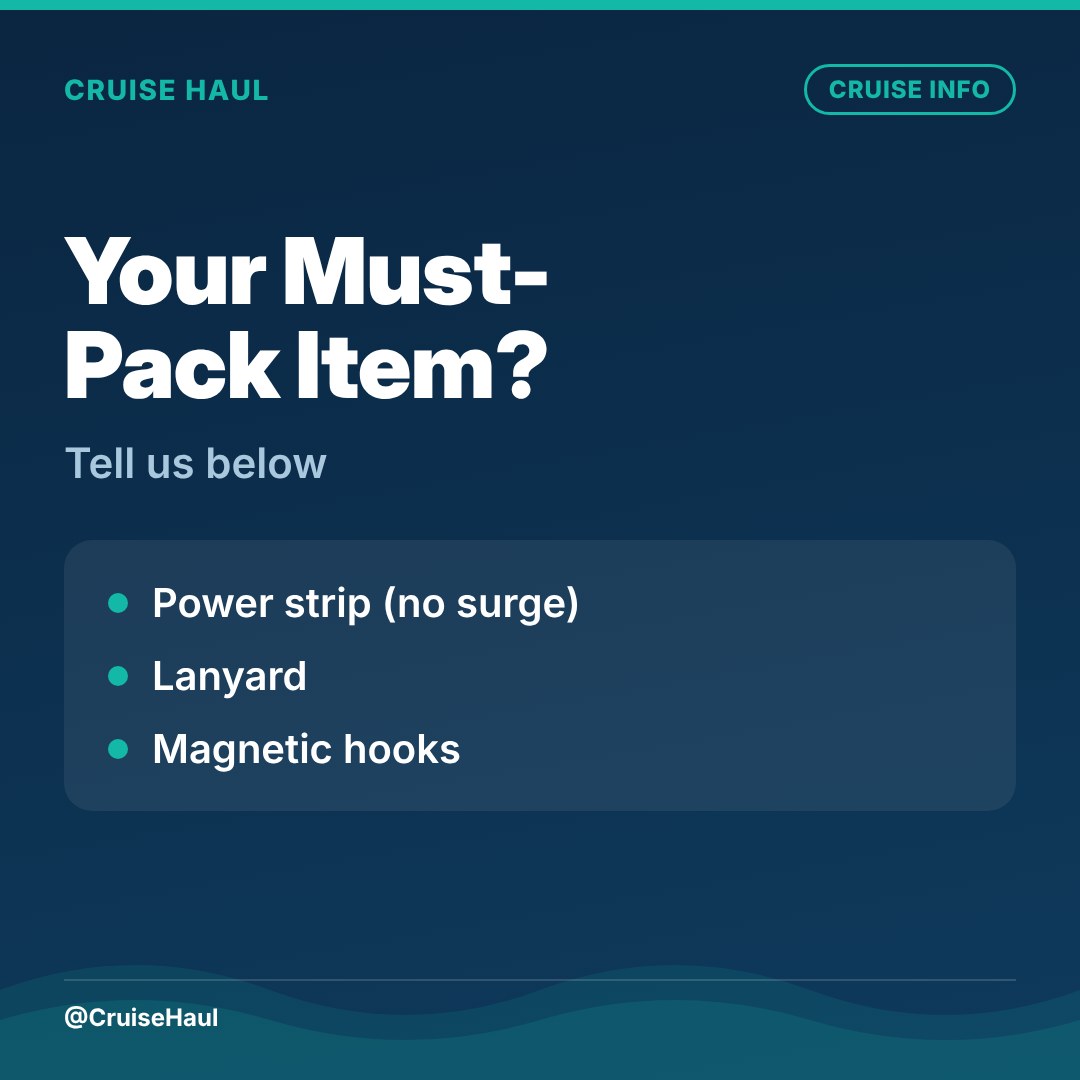 CRUISE HAUL
CRUISE INFO
Your Must-
Pack Item?
Tell us below
Power strip (no surge)
Lanyard
Magnetic hooks
@CruiseHaul